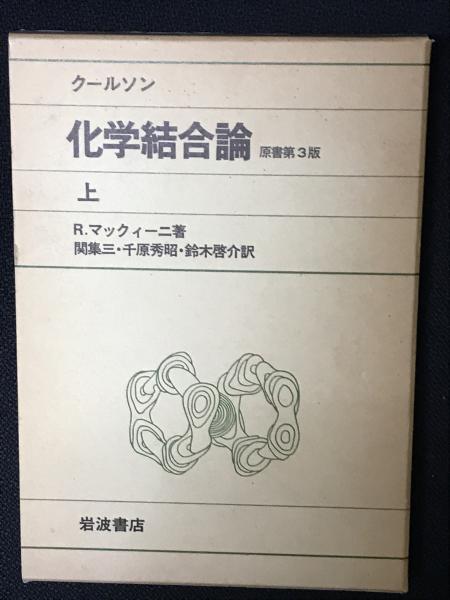 クールソン
化学結合論 原書第3版
上
R.マックィーニ著
関集三・千原秀昭・鈴木啓介訳
岩波書店